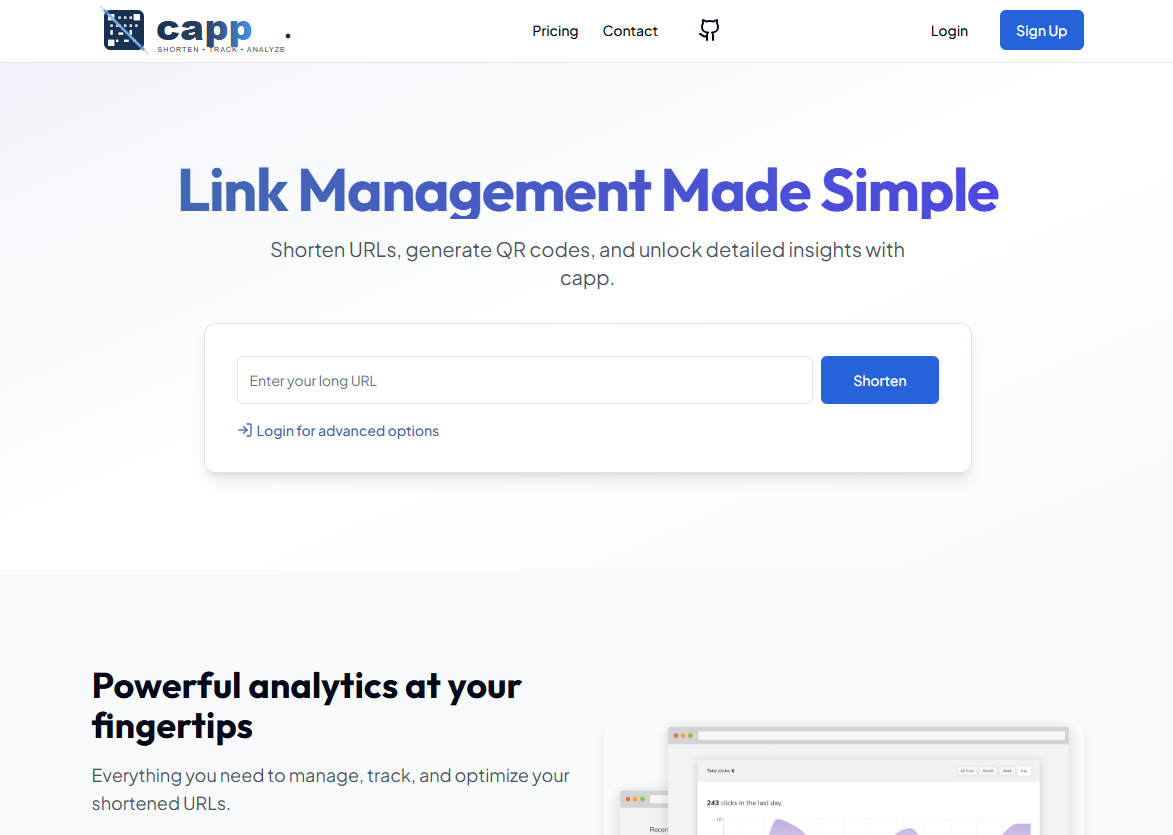 capp .
SHORTEN • TRACK • ANALYZE
Pricing
Contact
Login
Sign Up
Link Management Made Simple
Shorten URLs, generate QR codes, and unlock detailed insights with
capp.
Enter your long URL
Shorten
Login for advanced options
Powerful analytics at your
fingertips
Everything you need to manage, track, and optimize your
shortened URLs.
Total clicks: 8
All Time
Month
Week
Day
243 clicks in the last day.
10
Recen